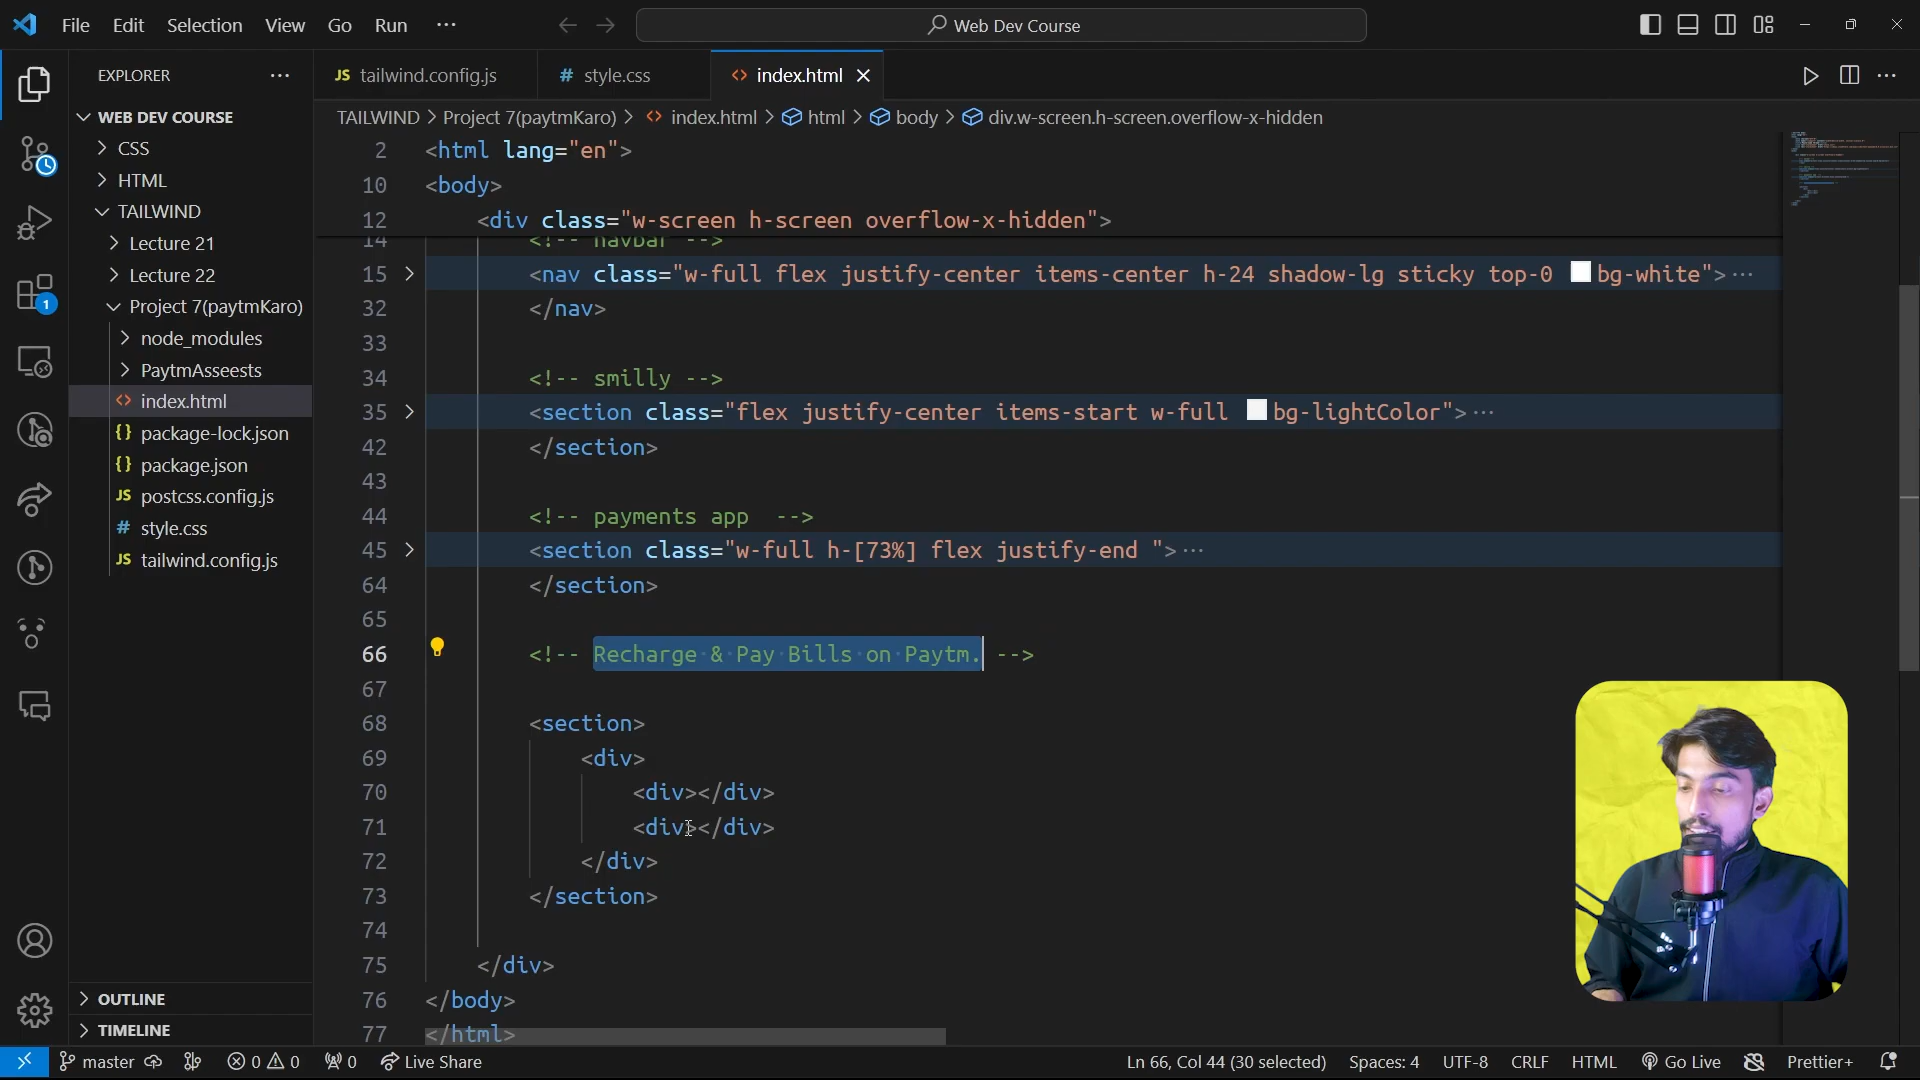 File Edit Selection View Go Run ···
Web Dev Course
EXPLORER
JS tailwind.config.js
# style.css
<> index.html
TAILWIND > Project 7(paytmKaro) > <> index.html > html > body > div.w-screen.h-screen.overflow-x-hidden
WEB DEV COURSE
CSS
HTML
TAILWIND
Lecture 21
Lecture 22
Project 7(paytmKaro)
node_modules
PaytmAsseests
<> index.html
{} package-lock.json
{} package.json
JS postcss.config.js
# style.css
JS tailwind.config.js
OUTLINE
TIMELINE
1
2 <html lang="en">
10 <body>
12 <div class="w-screen h-screen overflow-x-hidden">
14 <!-- navbar -->
15 <nav class="w-full flex justify-center items-center h-24 shadow-lg sticky top-0 bg-white">···
32 </nav>
33
34 <!-- smilly -->
35 <section class="flex justify-center items-start w-full bg-lightColor">···
42 </section>
43
44 <!-- payments app  -->
45 <section class="w-full h-[73%] flex justify-end ">···
64 </section>
65
66 <!-- Recharge & Pay Bills on Paytm. -->
67
68 <section>
69 <div>
70 <div></div>
71 <div></div>
72 </div>
73 </section>
74
75 </div>
76 </body>
77 </html>
master 0 0 0 Live Share Ln 66, Col 44 (30 selected) Spaces: 4 UTF-8 CRLF HTML Go Live Prettier+